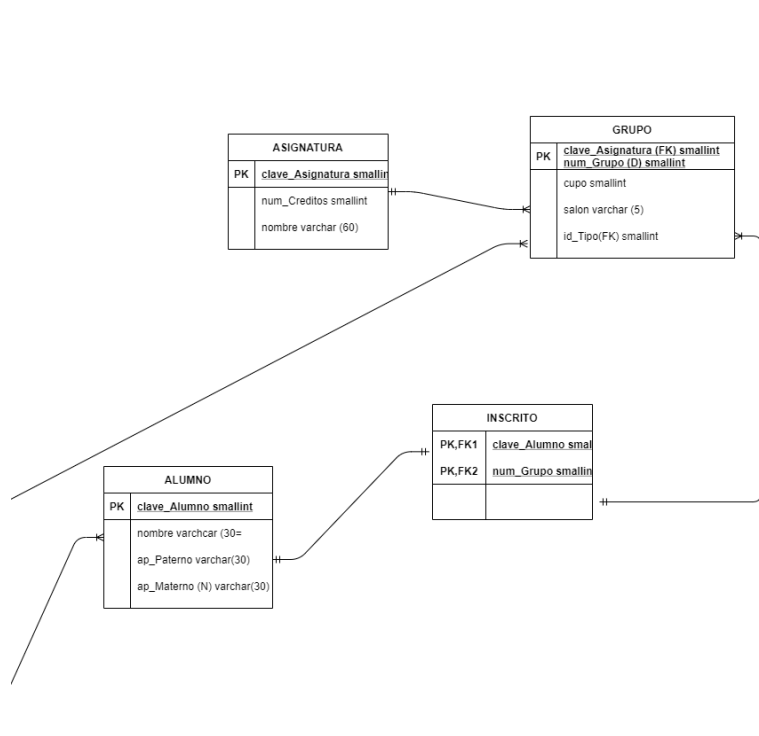 ASIGNATURA
PK clave_Asignatura smallin
num_Creditos smallint
nombre varchar (60)
GRUPO
PK clave_Asignatura (FK) smallint
num_Grupo (D) smallint
cupo smallint
salon varchar (5)
id_Tipo(FK) smallint
INSCRITO
PK,FK1 clave_Alumno smal
PK,FK2 num_Grupo smallin
ALUMNO
PK clave_Alumno smallint
nombre varchcar (30=
ap_Paterno varchar(30)
ap_Materno (N) varchar(30)